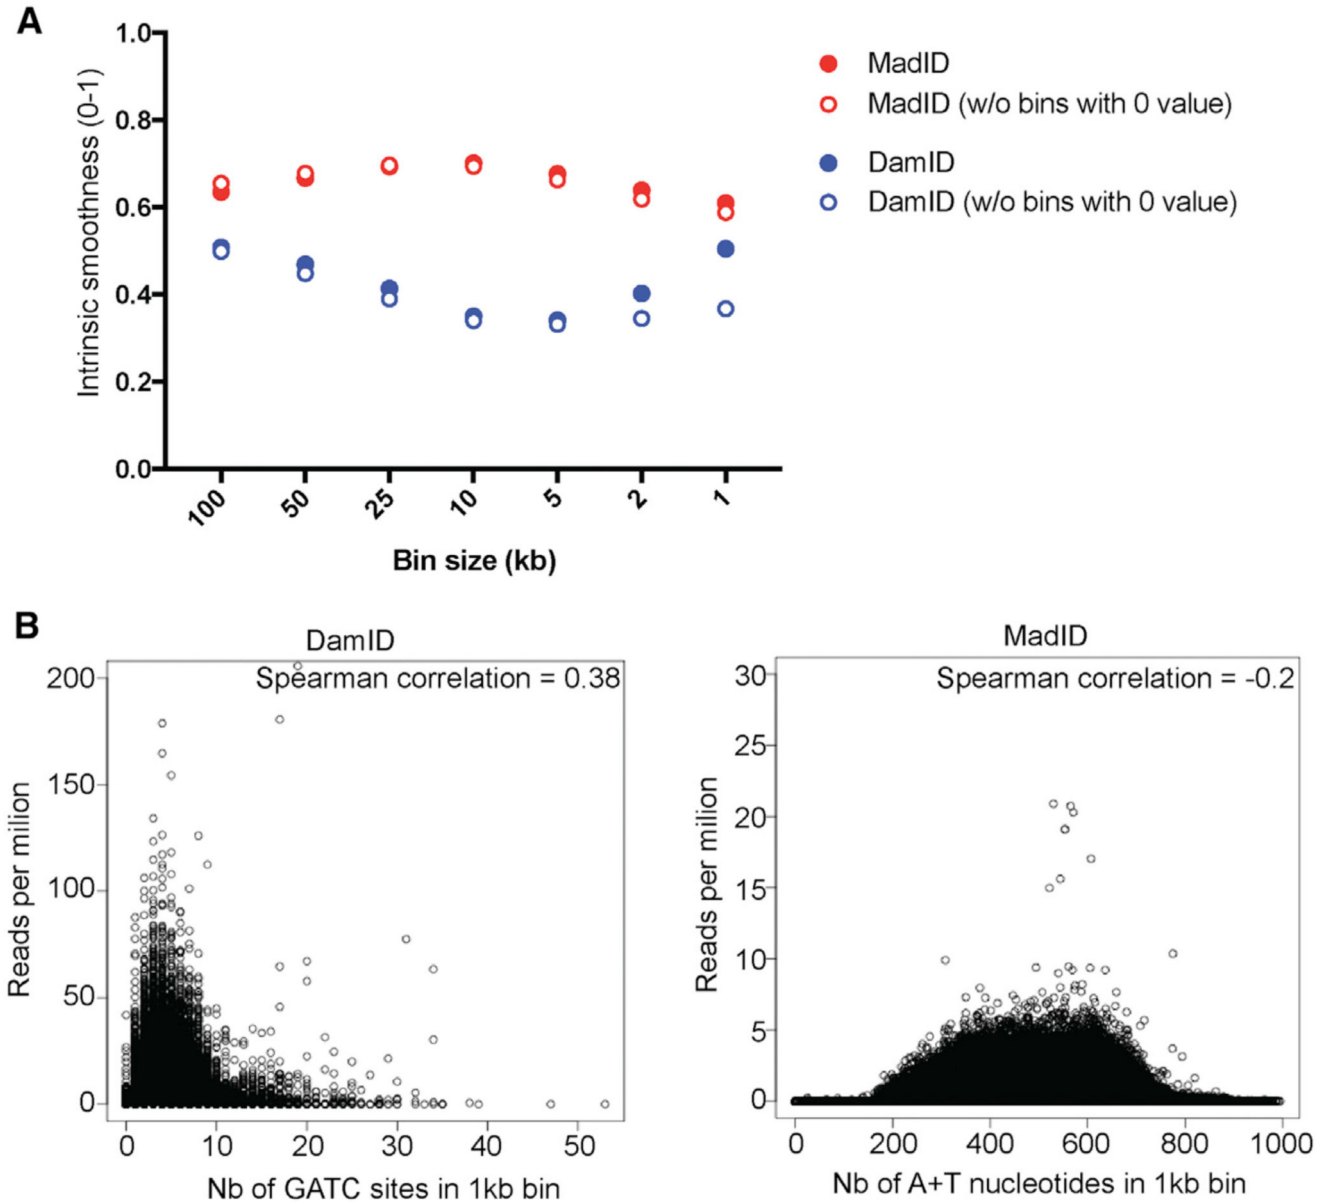 A
1.0
0.8
0.6
0.4
0.2
0.0
Intrinsic smoothness (0-1)
100
50
25
10
5
2
1
Bin size (kb)
MadID
MadID (w/o bins with 0 value)
DamID
DamID (w/o bins with 0 value)
B
DamID
Spearman correlation = 0.38
200
150
100
50
0
Reads per milion
0 10 20 30 40 50
Nb of GATC sites in 1kb bin
MadID
Spearman correlation = -0.2
30
25
20
15
10
5
0
Reads per milion
0 200 400 600 800 1000
Nb of A+T nucleotides in 1kb bin